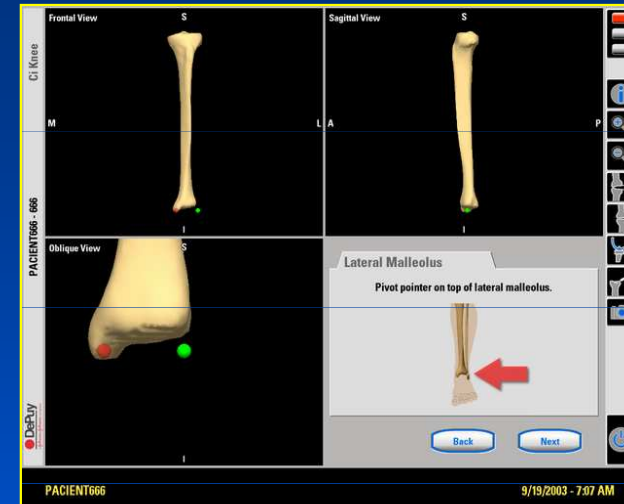 Ci Knee
PACIENT666 - 666
DePuy
Frontal View
S
M
L
I
Sagittal View
S
A
P
I
Oblique View
S
I
Lateral Malleolus
Pivot pointer on top of lateral malleolus.
Back
Next
PACIENT666
9/19/2003 - 7:07 AM